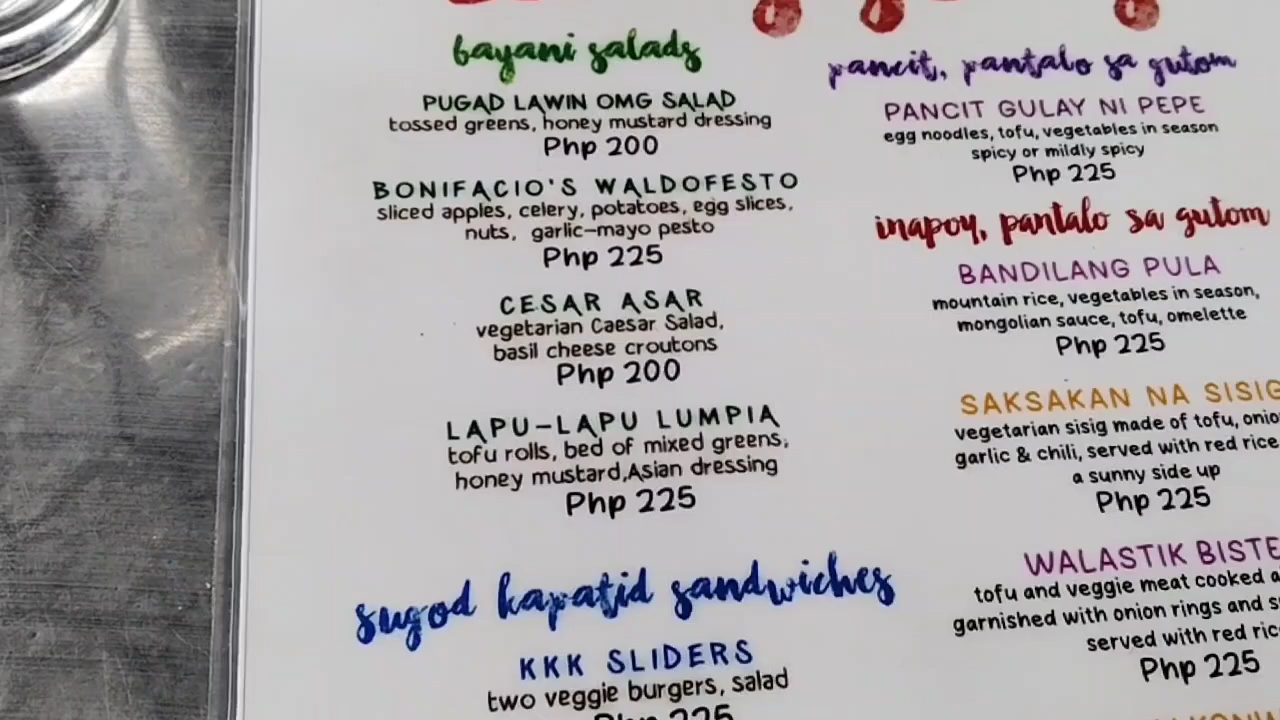 bayani salads
PUGAD LAWIN OMG SALAD
tossed greens, honey mustard dressing
Php 200
BONIFACIO'S WALDOFESTO
sliced apples, celery, potatoes, egg slices,
nuts, garlic-mayo pesto
Php 225
CESAR ASAR
vegetarian Caesar Salad,
basil cheese croutons
Php 200
LAPU-LAPU LUMPIA
tofu rolls, bed of mixed greens,
honey mustard,Asian dressing
Php 225
sugod kapatid sandwiches
KKK SLIDERS
two veggie burgers, salad
Php 225
pancit, pantalo sa gutom
PANCIT GULAY NI PEPE
egg noodles, tofu, vegetables in season
spicy or mildly spicy
Php 225
inapoy, pantalo sa gutom
BANDILANG PULA
mountain rice, vegetables in season,
mongolian sauce, tofu, omelette
Php 225
SAKSAKAN NA SISIG
vegetarian sisig made of tofu,
garlic & chili, served with red rice
a sunny side up
Php 225
WALASTIK
tofu and veggie meat cooked
garnished with onion rings and
served with red
Php 225